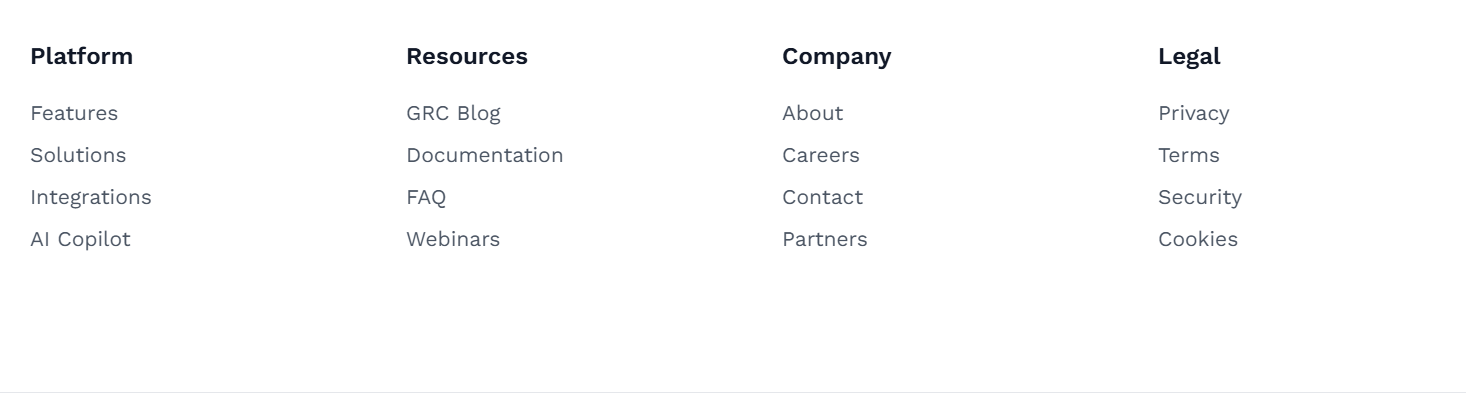 Platform
Features
Solutions
Integrations
AI Copilot
Resources
GRC Blog
Documentation
FAQ
Webinars
Company
About
Careers
Contact
Partners
Legal
Privacy
Terms
Security
Cookies